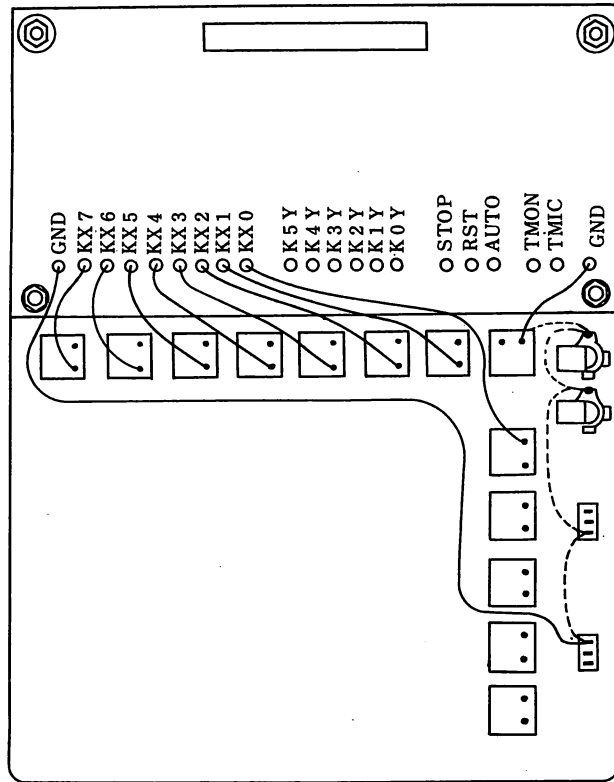 GND
KX7
KX6
KX5
KX4
KX3
KX2
KX1
KX0
K5Y
K4Y
K3Y
K2Y
K1Y
K0Y
STOP
RST
AUTO
TMON
TMIC
GND